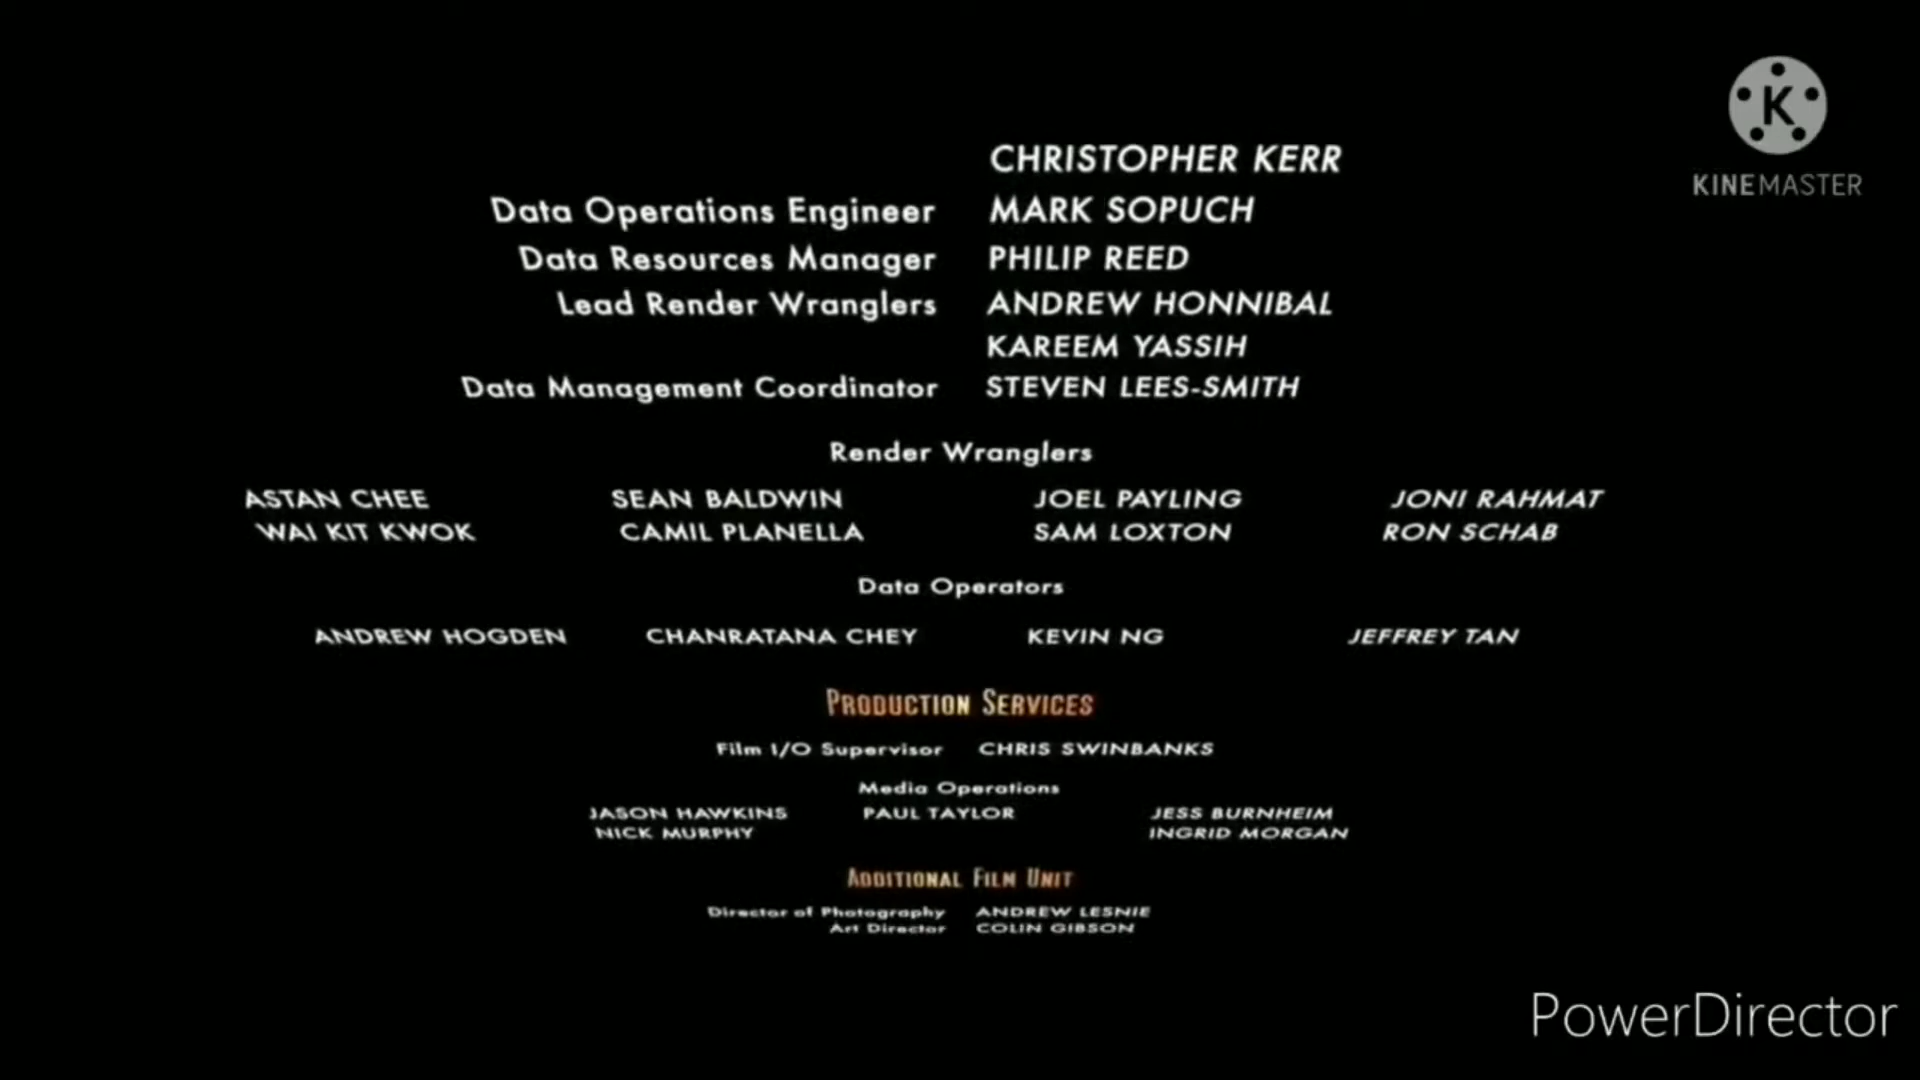 K
KINEMASTER
CHRISTOPHER KERR
Data Operations Engineer MARK SOPUCH
Data Resources Manager PHILIP REED
Lead Render Wranglers ANDREW HONNIBAL
KAREEM YASSIH
Data Management Coordinator STEVEN LEES-SMITH
Render Wranglers
ASTAN CHEE SEAN BALDWIN JOEL PAYLING JONI RAHMAT
WAI KIT KWOK CAMIL PLANELLA SAM LOXTON RON SCHAB
Data Operators
ANDREW HOGDEN CHANRATANA CHEY KEVIN NG JEFFREY TAN
PRODUCTION SERVICES
Film I/O Supervisor CHRIS SWINBANKS
Media Operations
JASON HAWKINS PAUL TAYLOR JESS BURNHEIM
NICK MURPHY INGRID MORGAN
ADDITIONAL FILM UNIT
Director of Photography ANDREW LESNIE
Art Director COLIN GIBSON
PowerDirector